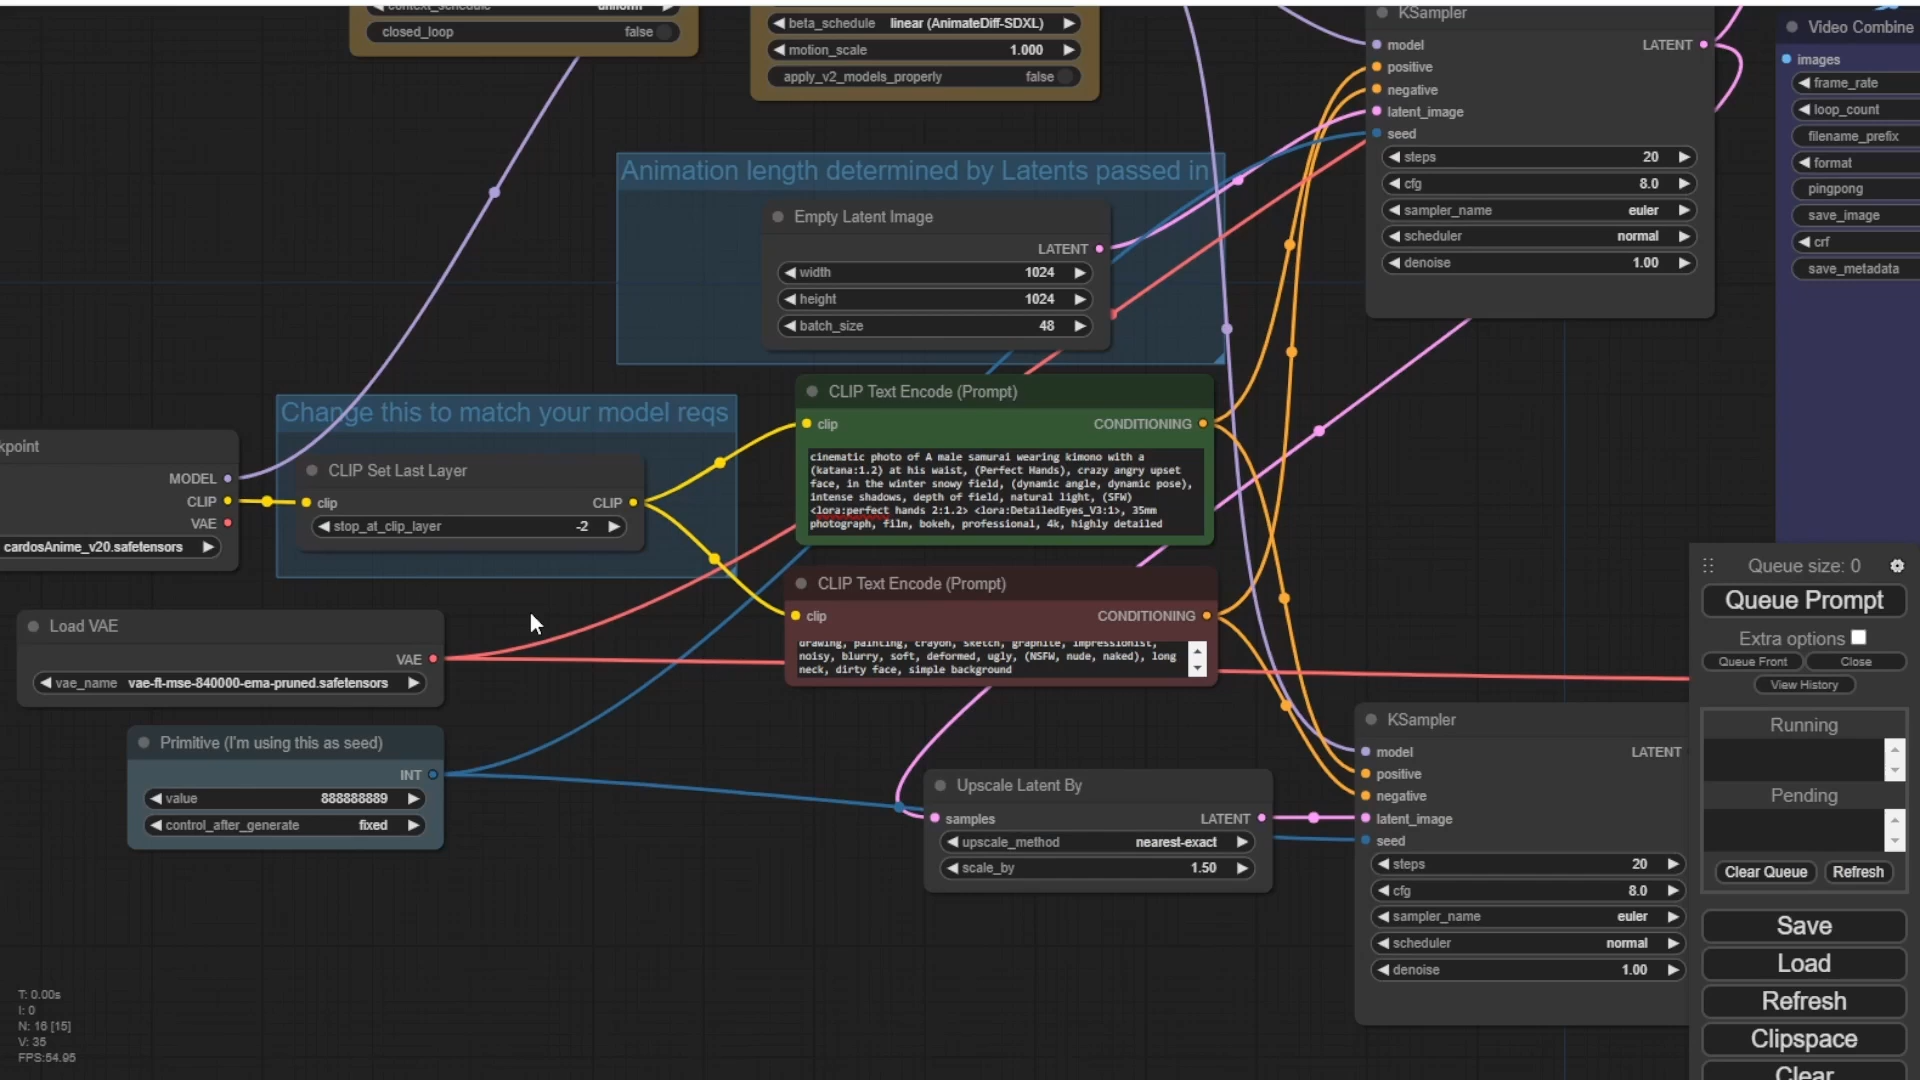 context_schedule uniform
closed_loop false
beta_schedule linear (AnimateDiff-SDXL)
motion_scale 1.000
apply_v2_models_properly false
KSampler
LATENT
model
positive
negative
latent_image
seed
steps 20
cfg 8.0
sampler_name euler
scheduler normal
denoise 1.00
Video Combine
images
frame_rate
loop_count
filename_prefix
format
pingpong
save_image
crf
save_metadata
Animation length determined by Latents passed in
Empty Latent Image
LATENT
width 1024
height 1024
batch_size 48
Change this to match your model reqs
CLIP Set Last Layer
clip CLIP
stop_at_clip_layer -2
kpoint
MODEL
CLIP
VAE
cardosAnime_v20.safetensors
CLIP Text Encode (Prompt)
clip CONDITIONING
cinematic photo of A male samurai wearing kimono with a
(katana:1.2) at his waist, (Perfect Hands), crazy angry upset
face, in the winter snowy field, (dynamic angle, dynamic pose),
intense shadows, depth of field, natural light, (SFW)
<lora:perfect hands 2:1.2> <lora:DetailedEyes_V3:1>, 35mm
photograph, film, bokeh, professional, 4k, highly detailed
CLIP Text Encode (Prompt)
clip CONDITIONING
drawing, painting, crayon, sketch, graphite, impressionist,
noisy, blurry, soft, deformed, ugly, (NSFW, nude, naked), long
neck, dirty face, simple background
Load VAE
VAE
vae_name vae-ft-mse-840000-ema-pruned.safetensors
Primitive (I'm using this as seed)
INT
value 888888889
control_after_generate fixed
Upscale Latent By
samples LATENT
upscale_method nearest-exact
scale_by 1.50
KSampler
model LATENT
positive
negative
latent_image
seed
steps 20
cfg 8.0
sampler_name euler
scheduler normal
denoise 1.00
Queue size: 0
Queue Prompt
Extra options
Queue Front Close
View History
Running
Pending
Clear Queue Refresh
Save
Load
Refresh
Clipspace
Clear
T: 0.00s
I: 0
N: 16 [15]
V: 35
FPS:54.95